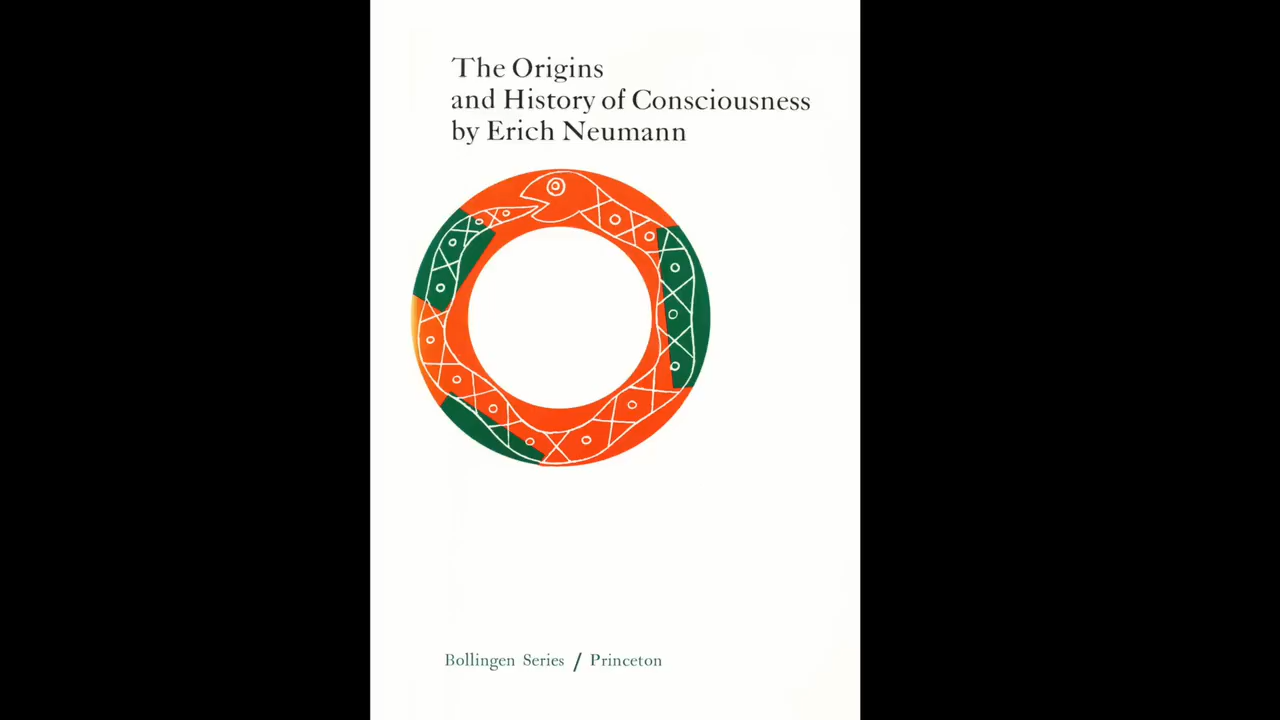 The Origins
and History of Consciousness
by Erich Neumann
Bollingen Series / Princeton